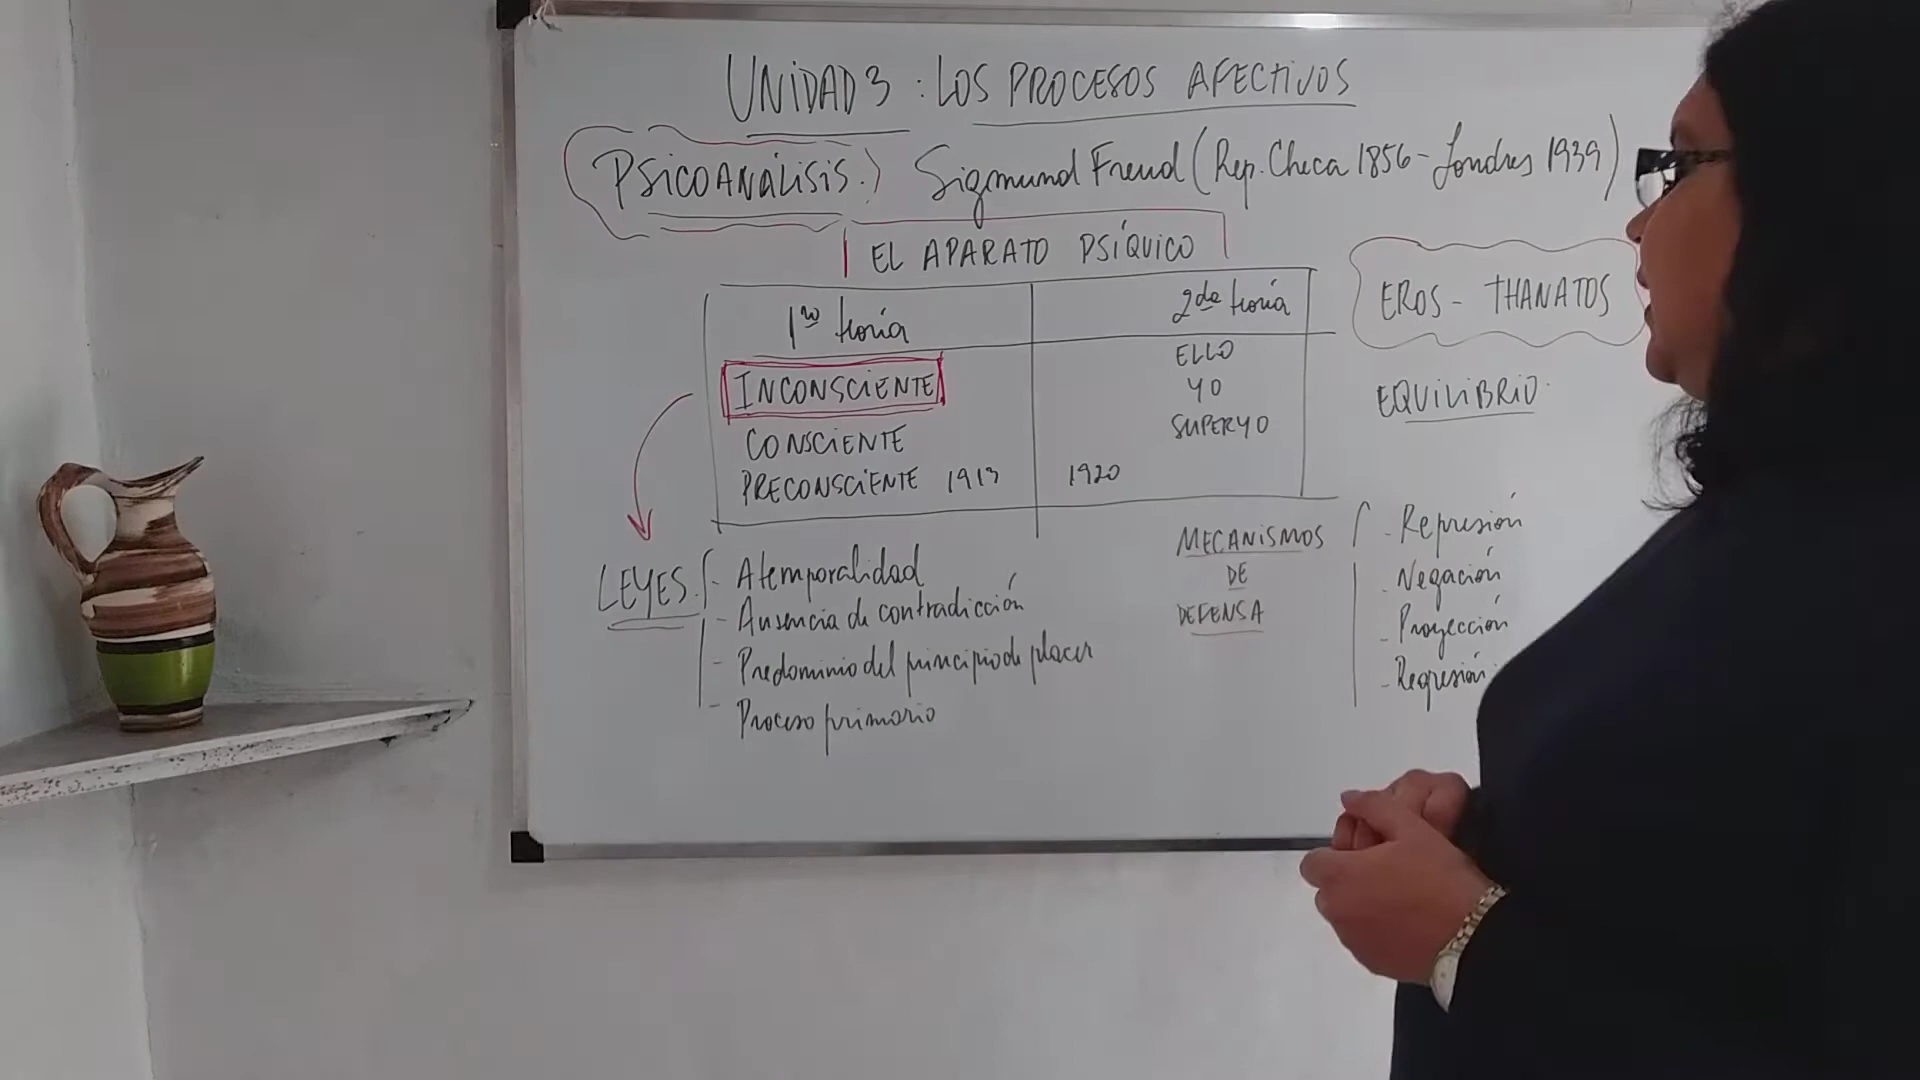 UNIDAD 3 : LOS PROCESOS AFECTIVOS
PSICOANÁLISIS.) Sigmund Freud (Rep. Checa 1856 - Londres 1939)
EL APARATO PSÍQUICO
1ra teoría
2da teoría
INCONSCIENTE
CONSCIENTE
PRECONSCIENTE 1913
ELLO
YO
SUPERYO
1920
EROS - THANATOS
EQUILIBRIO.
LEYES.
- Atemporalidad
- Ausencia de contradicción
- Predominio del principio de placer
- Proceso primario
MECANISMOS
DE
DEFENSA
- Represión
- Negación
- Proyección
- Regresión